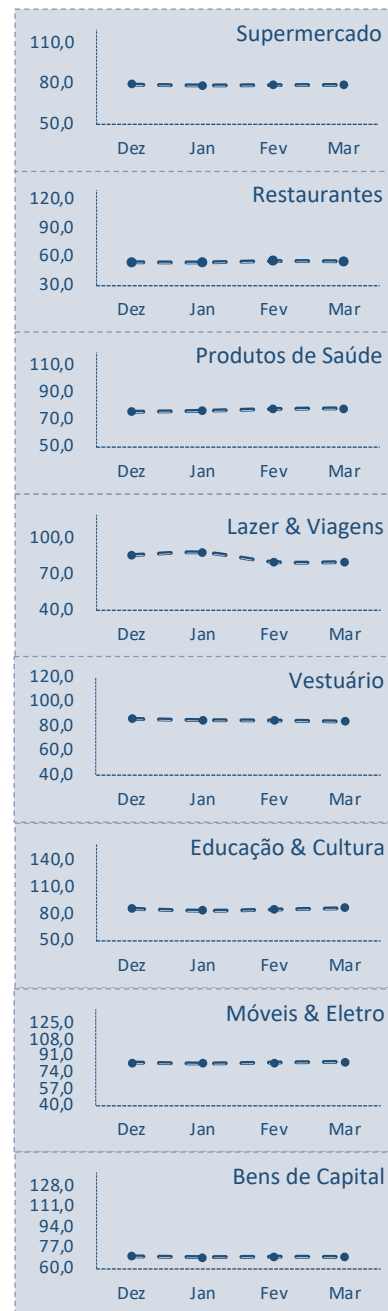 Supermercado
110,0
80,0
50,0
Dez Jan Fev Mar
Restaurantes
120,0
90,0
60,0
30,0
Dez Jan Fev Mar
Produtos de Saúde
110,0
90,0
70,0
50,0
Dez Jan Fev Mar
Lazer & Viagens
100,0
70,0
40,0
Dez Jan Fev Mar
Vestuário
120,0
100,0
80,0
60,0
40,0
Dez Jan Fev Mar
Educação & Cultura
140,0
110,0
80,0
50,0
Dez Jan Fev Mar
Móveis & Eletro
125,0
108,0
91,0
74,0
57,0
40,0
Dez Jan Fev Mar
Bens de Capital
128,0
111,0
94,0
77,0
60,0
Dez Jan Fev Mar